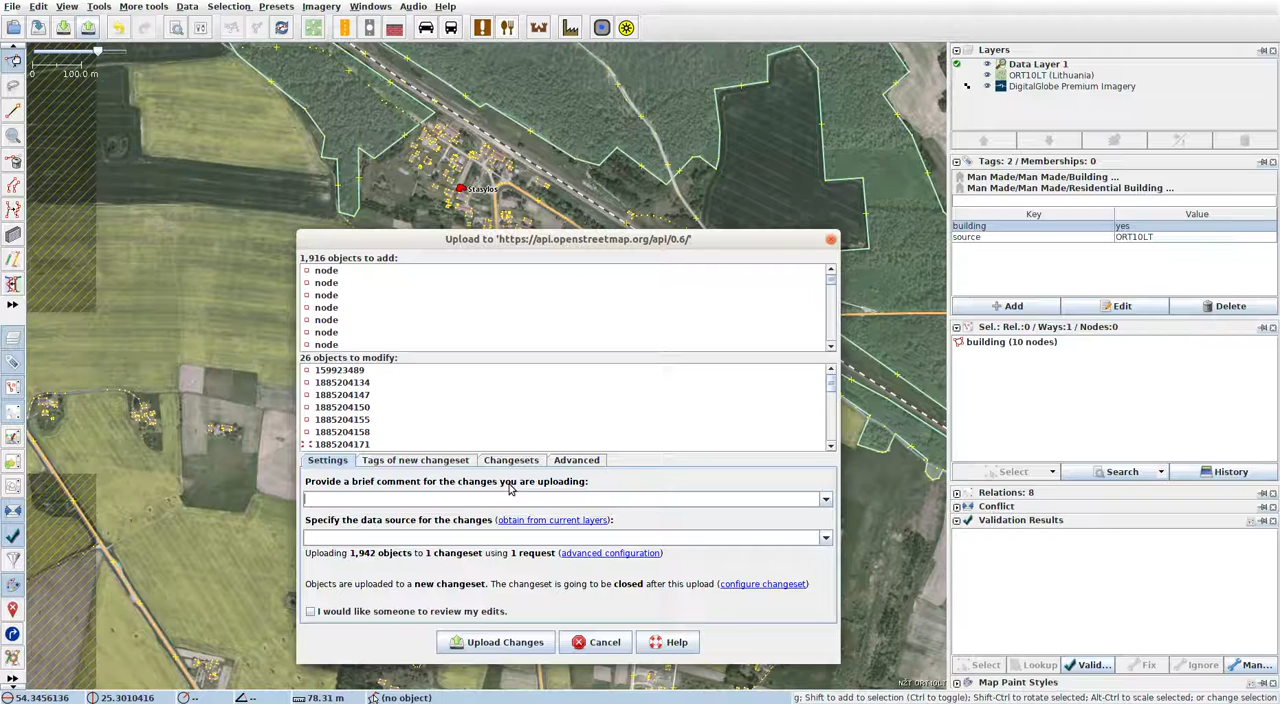 File Edit View Tools More tools Data Selection Presets Imagery Windows Audio Help
0 100.0 m
Stasylos
Upload to 'https://api.openstreetmap.org/api/0.6/'
1,916 objects to add:
node
node
node
node
node
node
node
26 objects to modify:
159923489
1885204134
1885204147
1885204150
1885204155
1885204158
1885204171
Settings Tags of new changeset Changesets Advanced
Provide a brief comment for the changes you are uploading:
Specify the data source for the changes (obtain from current layers):
Uploading 1,942 objects to 1 changeset using 1 request (advanced configuration)
Objects are uploaded to a new changeset. The changeset is going to be closed after this upload (configure changeset)
I would like someone to review my edits.
Upload Changes Cancel Help
Layers
Data Layer 1
ORT10LT (Lithuania)
DigitalGlobe Premium Imagery
Tags: 2 / Memberships: 0
Man Made/Man Made/Building ...
Man Made/Man Made/Residential Building ...
Key Value
building yes
source ORT10LT
Add Edit Delete
Sel.: Rel.:0 / Ways:1 / Nodes:0
building (10 nodes)
Select Search History
Relations: 8
Conflict
Validation Results
Select Lookup Valid... Fix Ignore Man...
Map Paint Styles
NŽT ORT10LT
54.3456136 25.3010416 -- -- 78.31 m (no object)
g; Shift to add to selection (Ctrl to toggle); Shift-Ctrl to rotate selected; Alt-Ctrl to scale selected; or change selection